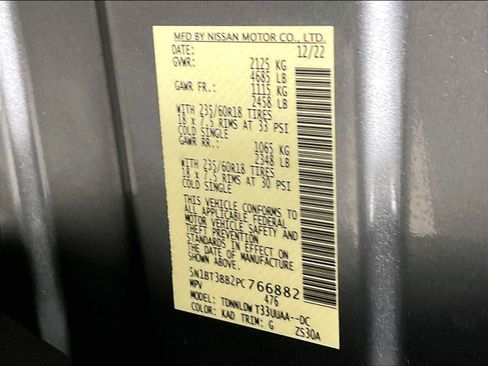 MFD BY NISSAN MOTOR CO., LTD.
DATE: 12/22
GVWR: 2125 KG
4685 LB
GAWR FR.: 1115 KG
2458 LB
WITH 235/60R18 TIRES
18 x 7.5 RIMS AT 33 PSI
COLD SINGLE
GAWR RR.: 1065 KG
2348 LB
WITH 235/60R18 TIRES
18 x 7.5 RIMS AT 30 PSI
COLD SINGLE
THIS VEHICLE CONFORMS TO
ALL APPLICABLE FEDERAL
MOTOR VEHICLE SAFETY AND
THEFT PREVENTION
STANDARDS IN EFFECT ON
THE DATE OF MANUFACTURE
SHOWN ABOVE.
5N1BT3BB2PC766882
MPV 476
MODEL: TDNNLDW T33UUAA--DC
COLOR: KAD TRIM: G ZS30A